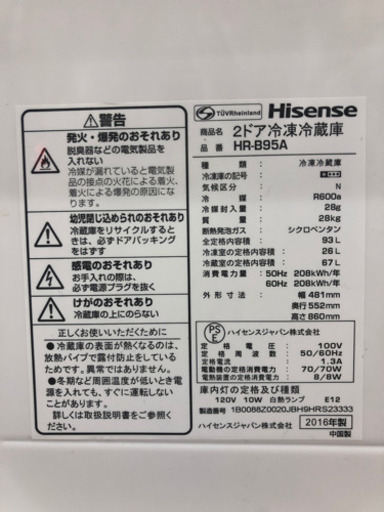 警告
発火・爆発のおそれあり
脱臭器などの電気製品を
入れない
冷媒が漏れていると電気製
品の接点の火花による着火、
爆発の原因になります。
幼児閉じ込められのおそれあり
冷蔵庫をリサイクルするとき
は、必ずドアパッキング
をはずす
感電のおそれあり
お手入れの際は、
必ず電源プラグを抜く
けがのおそれあり
冷蔵庫の上にのらない
正しくお使いいただくために
●冷蔵庫の表面が熱くなるのは、
放熱パイプで露付防止をしているた
めです。異常ではありません。
●冬期など周囲温度が低いとき電
源を入れても、すぐに運転しない
ことがあります。
詳しくは取扱説明書をご覧ください。
TÜVRheinland
Hisense
商品名 2ドア冷凍冷蔵庫
品番 HR-B95A
種類 冷凍冷蔵庫
冷凍室の記号
気候区分 N
冷媒 R600a
封入量 28g
質量 28kg
断熱発泡ガス シクロペンタン
全定格内容積 93L
冷凍室の容積 26L
冷蔵室の容積 67L
消費電力量 50Hz 208kWh/年
60Hz 208kWh/年
外形寸法 幅481mm
奥行552mm
高さ860mm
PS
E
ハイセンスジャパン株式会社
定格電圧 100V
定格周波数 50/60Hz
定格電流 1.3A
電動機の定格消費電力 70/70W
電熱装置の定格消費電力 8/8W
庫内灯の定格及び種類
120V 10W 白熱ランプ E12
製造番号 1B0088Z0020JBH9HRS23333
2016年製
ハイセンスジャパン株式会社
中国製